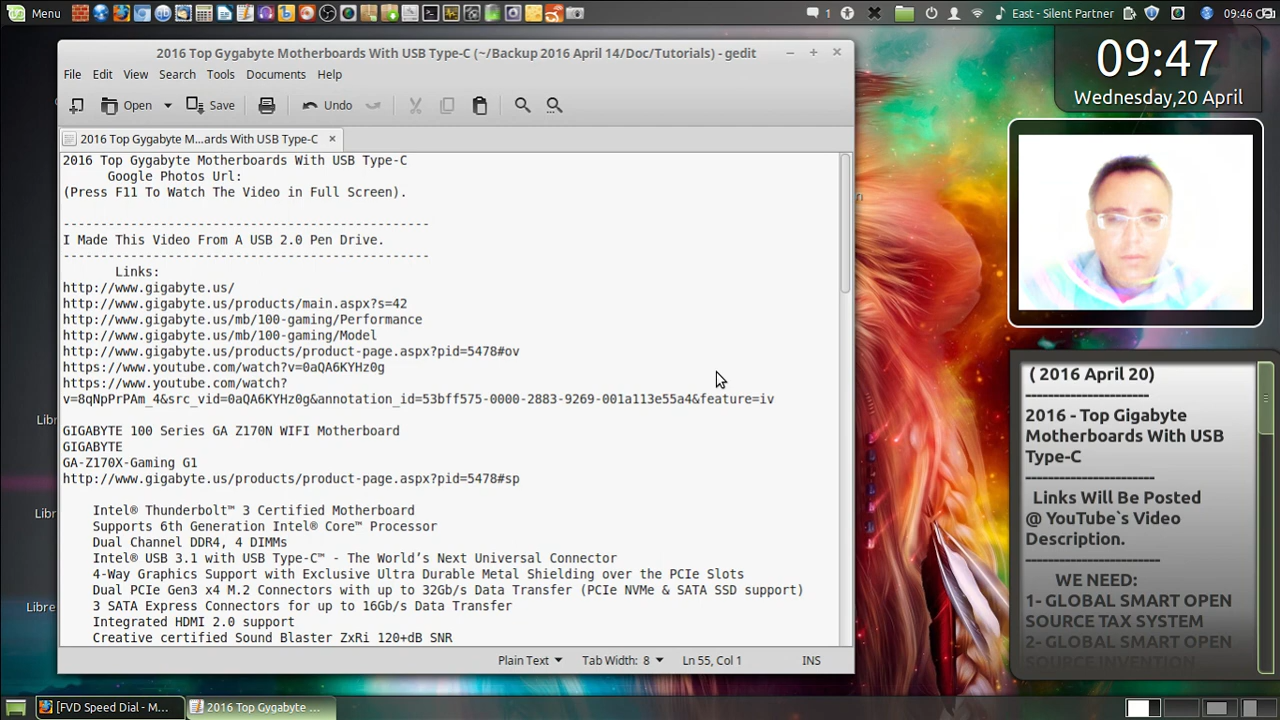 Menu
1
East - Silent Partner
09:46
2016 Top Gygabyte Motherboards With USB Type-C (~/Backup 2016 April 14/Doc/Tutorials) - gedit
File Edit View Search Tools Documents Help
Open Save Undo
2016 Top Gygabyte M...ards With USB Type-C
2016 Top Gygabyte Motherboards With USB Type-C
Google Photos Url:
(Press F11 To Watch The Video in Full Screen).
------------------------------------------------
I Made This Video From A USB 2.0 Pen Drive.
------------------------------------------------
Links:
http://www.gigabyte.us/
http://www.gigabyte.us/products/main.aspx?s=42
http://www.gigabyte.us/mb/100-gaming/Performance
http://www.gigabyte.us/mb/100-gaming/Model
http://www.gigabyte.us/products/product-page.aspx?pid=5478#ov
https://www.youtube.com/watch?v=0aQA6KYHz0g
https://www.youtube.com/watch?
v=8qNpPrPAm_4&src_vid=0aQA6KYHz0g&annotation_id=53bff575-0000-2883-9269-001a113e55a4&feature=iv
GIGABYTE 100 Series GA Z170N WIFI Motherboard
GIGABYTE
GA-Z170X-Gaming G1
http://www.gigabyte.us/products/product-page.aspx?pid=5478#sp
Intel® Thunderbolt™ 3 Certified Motherboard
Supports 6th Generation Intel® Core™ Processor
Dual Channel DDR4, 4 DIMMs
Intel® USB 3.1 with USB Type-C™ - The World's Next Universal Connector
4-Way Graphics Support with Exclusive Ultra Durable Metal Shielding over the PCIe Slots
Dual PCIe Gen3 x4 M.2 Connectors with up to 32Gb/s Data Transfer (PCIe NVMe & SATA SSD support)
3 SATA Express Connectors for up to 16Gb/s Data Transfer
Integrated HDMI 2.0 support
Creative certified Sound Blaster ZxRi 120+dB SNR
Plain Text Tab Width: 8 Ln 55, Col 1 INS
09:47
Wednesday,20 April
( 2016 April 20)
-----------------------
2016 - Top Gigabyte
Motherboards With USB
Type-C
------------------------
Links Will Be Posted
@ YouTube`s Video
Description.
-------------------------
WE NEED:
1- GLOBAL SMART OPEN
SOURCE TAX SYSTEM
2- GLOBAL SMART OPEN
SOURCE INVENTION
Libr
Libr
Libre
[FVD Speed Dial - M...
2016 Top Gygabyte ...